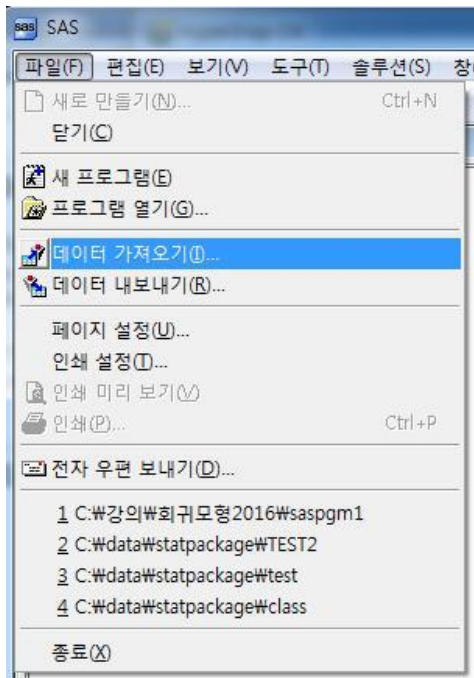 sas SAS
파일(F) 편집(E) 보기(V) 도구(T) 솔루션(S) 창(
새로 만들기(N)... Ctrl+N
닫기(C)
새 프로그램(E)
프로그램 열기(G)...
데이터 가져오기(I)...
데이터 내보내기(R)...
페이지 설정(U)...
인쇄 설정(T)...
인쇄 미리 보기(V)
인쇄(P)... Ctrl+P
전자 우편 보내기(D)...
1 C:₩강의₩회귀모형2016₩saspgm1
2 C:₩data₩statpackage₩TEST2
3 C:₩data₩statpackage₩test
4 C:₩data₩statpackage₩class
종료(X)